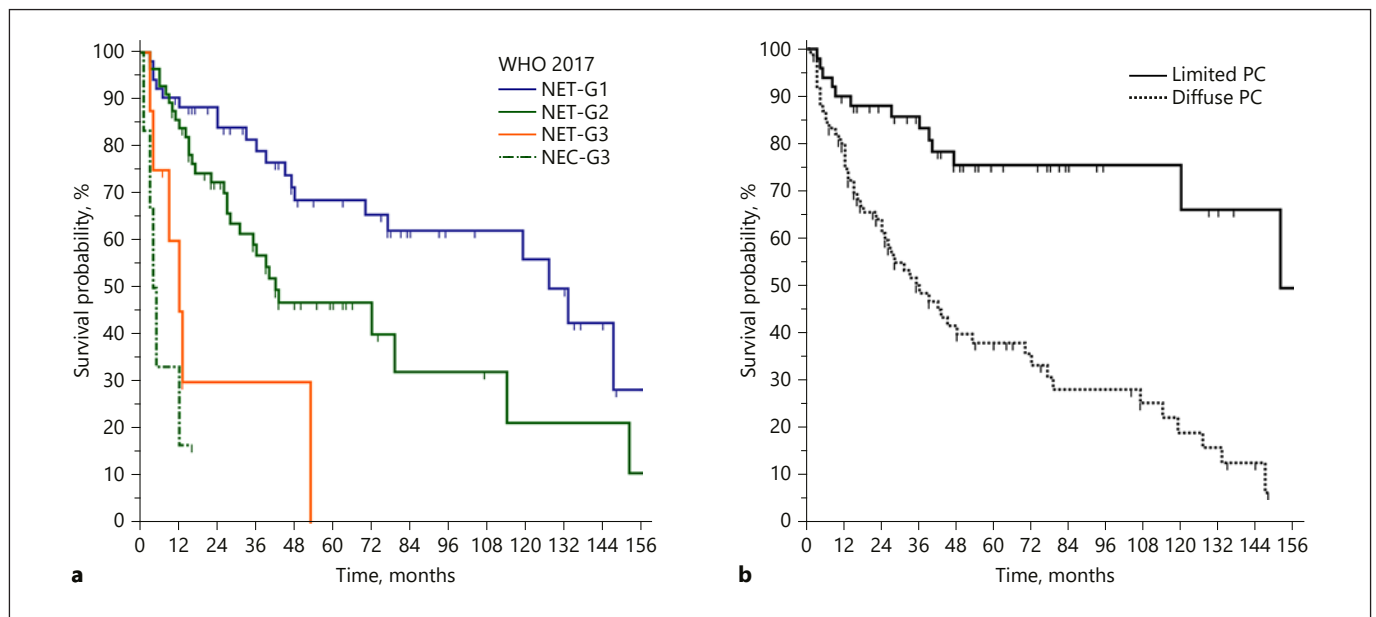 WHO 2017
NET-G1
NET-G2
NET-G3
NEC-G3
Survival probability, %
100
90
80
70
60
50
40
30
20
10
0
0 12 24 36 48 60 72 84 96 108 120 132 144 156
Time, months
a
Limited PC
Diffuse PC
Survival probability, %
100
90
80
70
60
50
40
30
20
10
0
0 12 24 36 48 60 72 84 96 108 120 132 144 156
Time, months
b